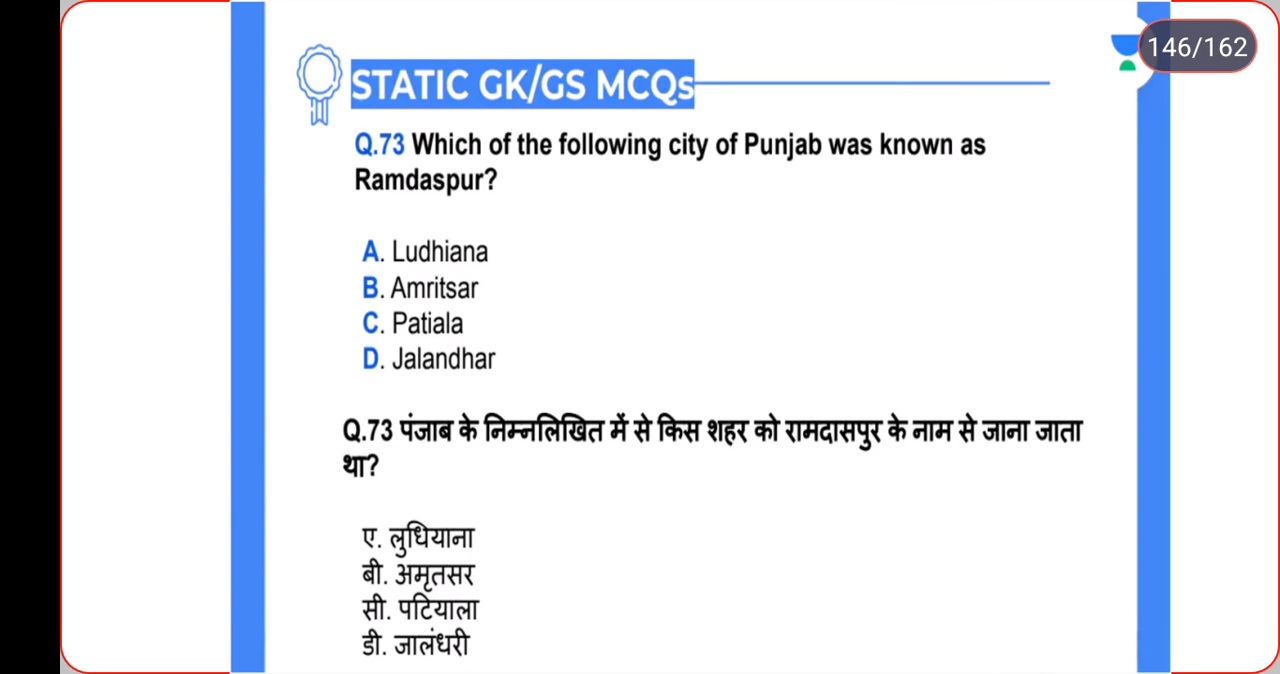 146/162
STATIC GK/GS MCQs
Q.73 Which of the following city of Punjab was known as
Ramdaspur?
A. Ludhiana
B. Amritsar
C. Patiala
D. Jalandhar
Q.73 पंजाब के निम्नलिखित में से किस शहर को रामदासपुर के नाम से जाना जाता
था?
ए. लुधियाना
बी. अमृतसर
सी. पटियाला
डी. जालंधरी